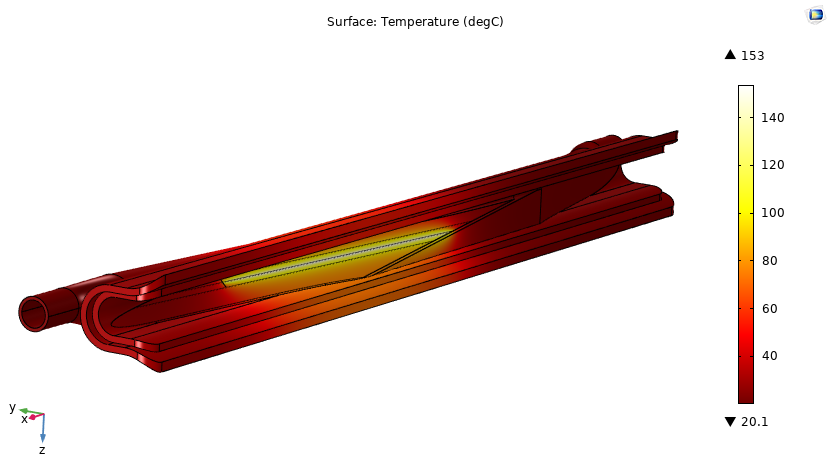 Surface: Temperature (degC)
▲ 153
140
120
100
80
60
40
▼ 20.1
y
x
z